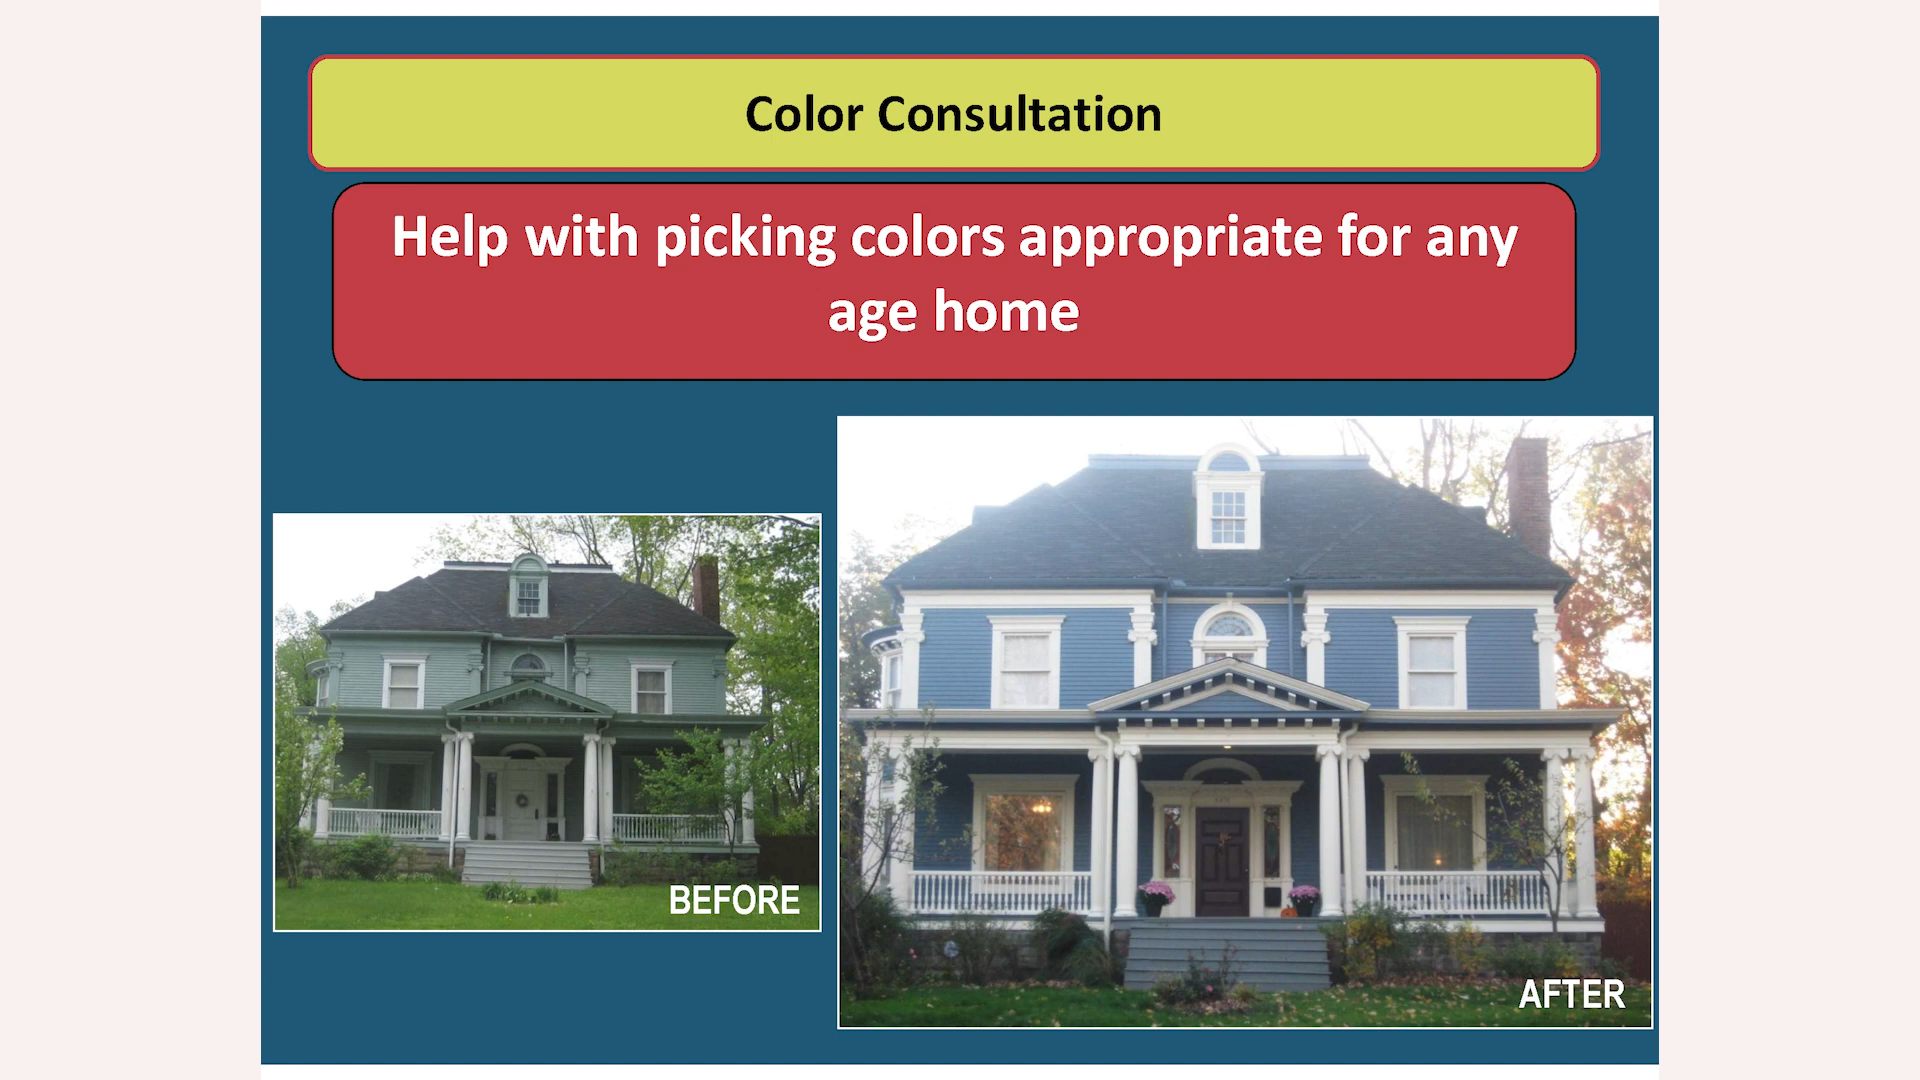 Color Consultation
Help with picking colors appropriate for any
age home
BEFORE
AFTER